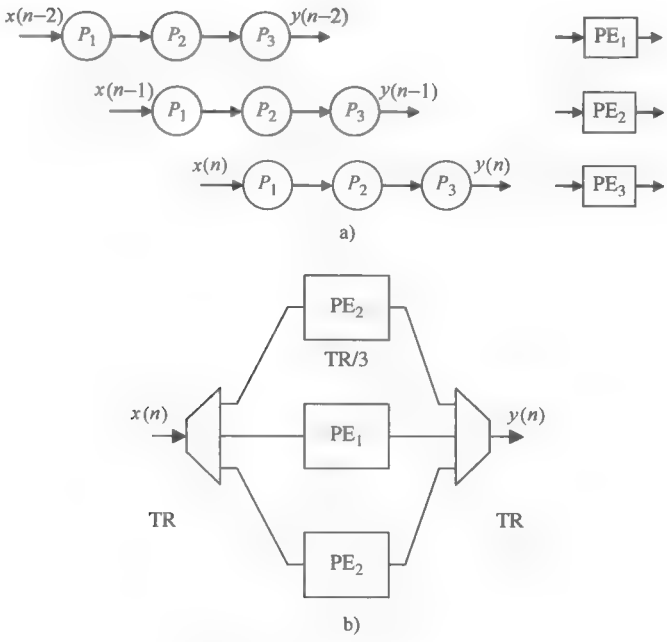 x(n−2) P₁ P₂ P₃ y(n−2) PE₁
x(n−1) P₁ P₂ P₃ y(n−1) PE₂
x(n) P₁ P₂ P₃ y(n) PE₃
a)
PE₂
TR/3
x(n) PE₁ y(n)
TR TR
PE₂
b)